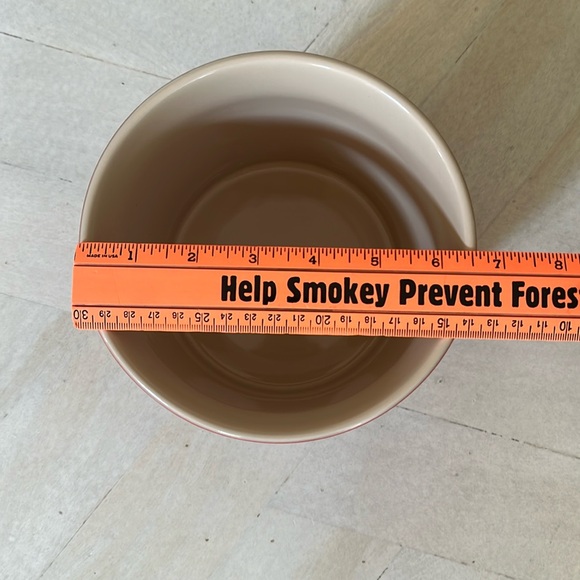 MADE IN USA 1 2 3 4 5 6 7 8
Help Smokey Prevent Fores
30 29 28 27 26 25 24 23 22 21 20 19 18 17 16 15 14 13 12 11 10